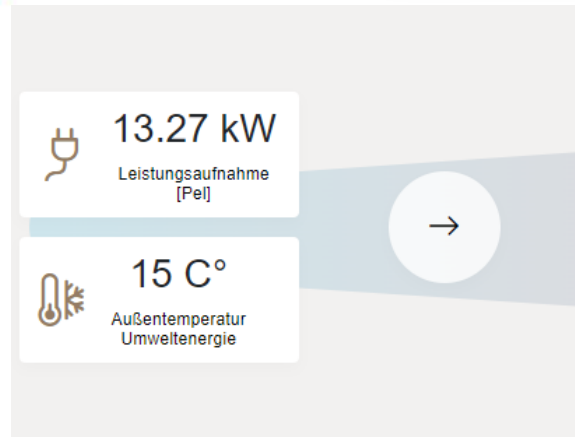 13.27 kW
Leistungsaufnahme
[Pel]
15 C°
Außentemperatur
Umweltenergie